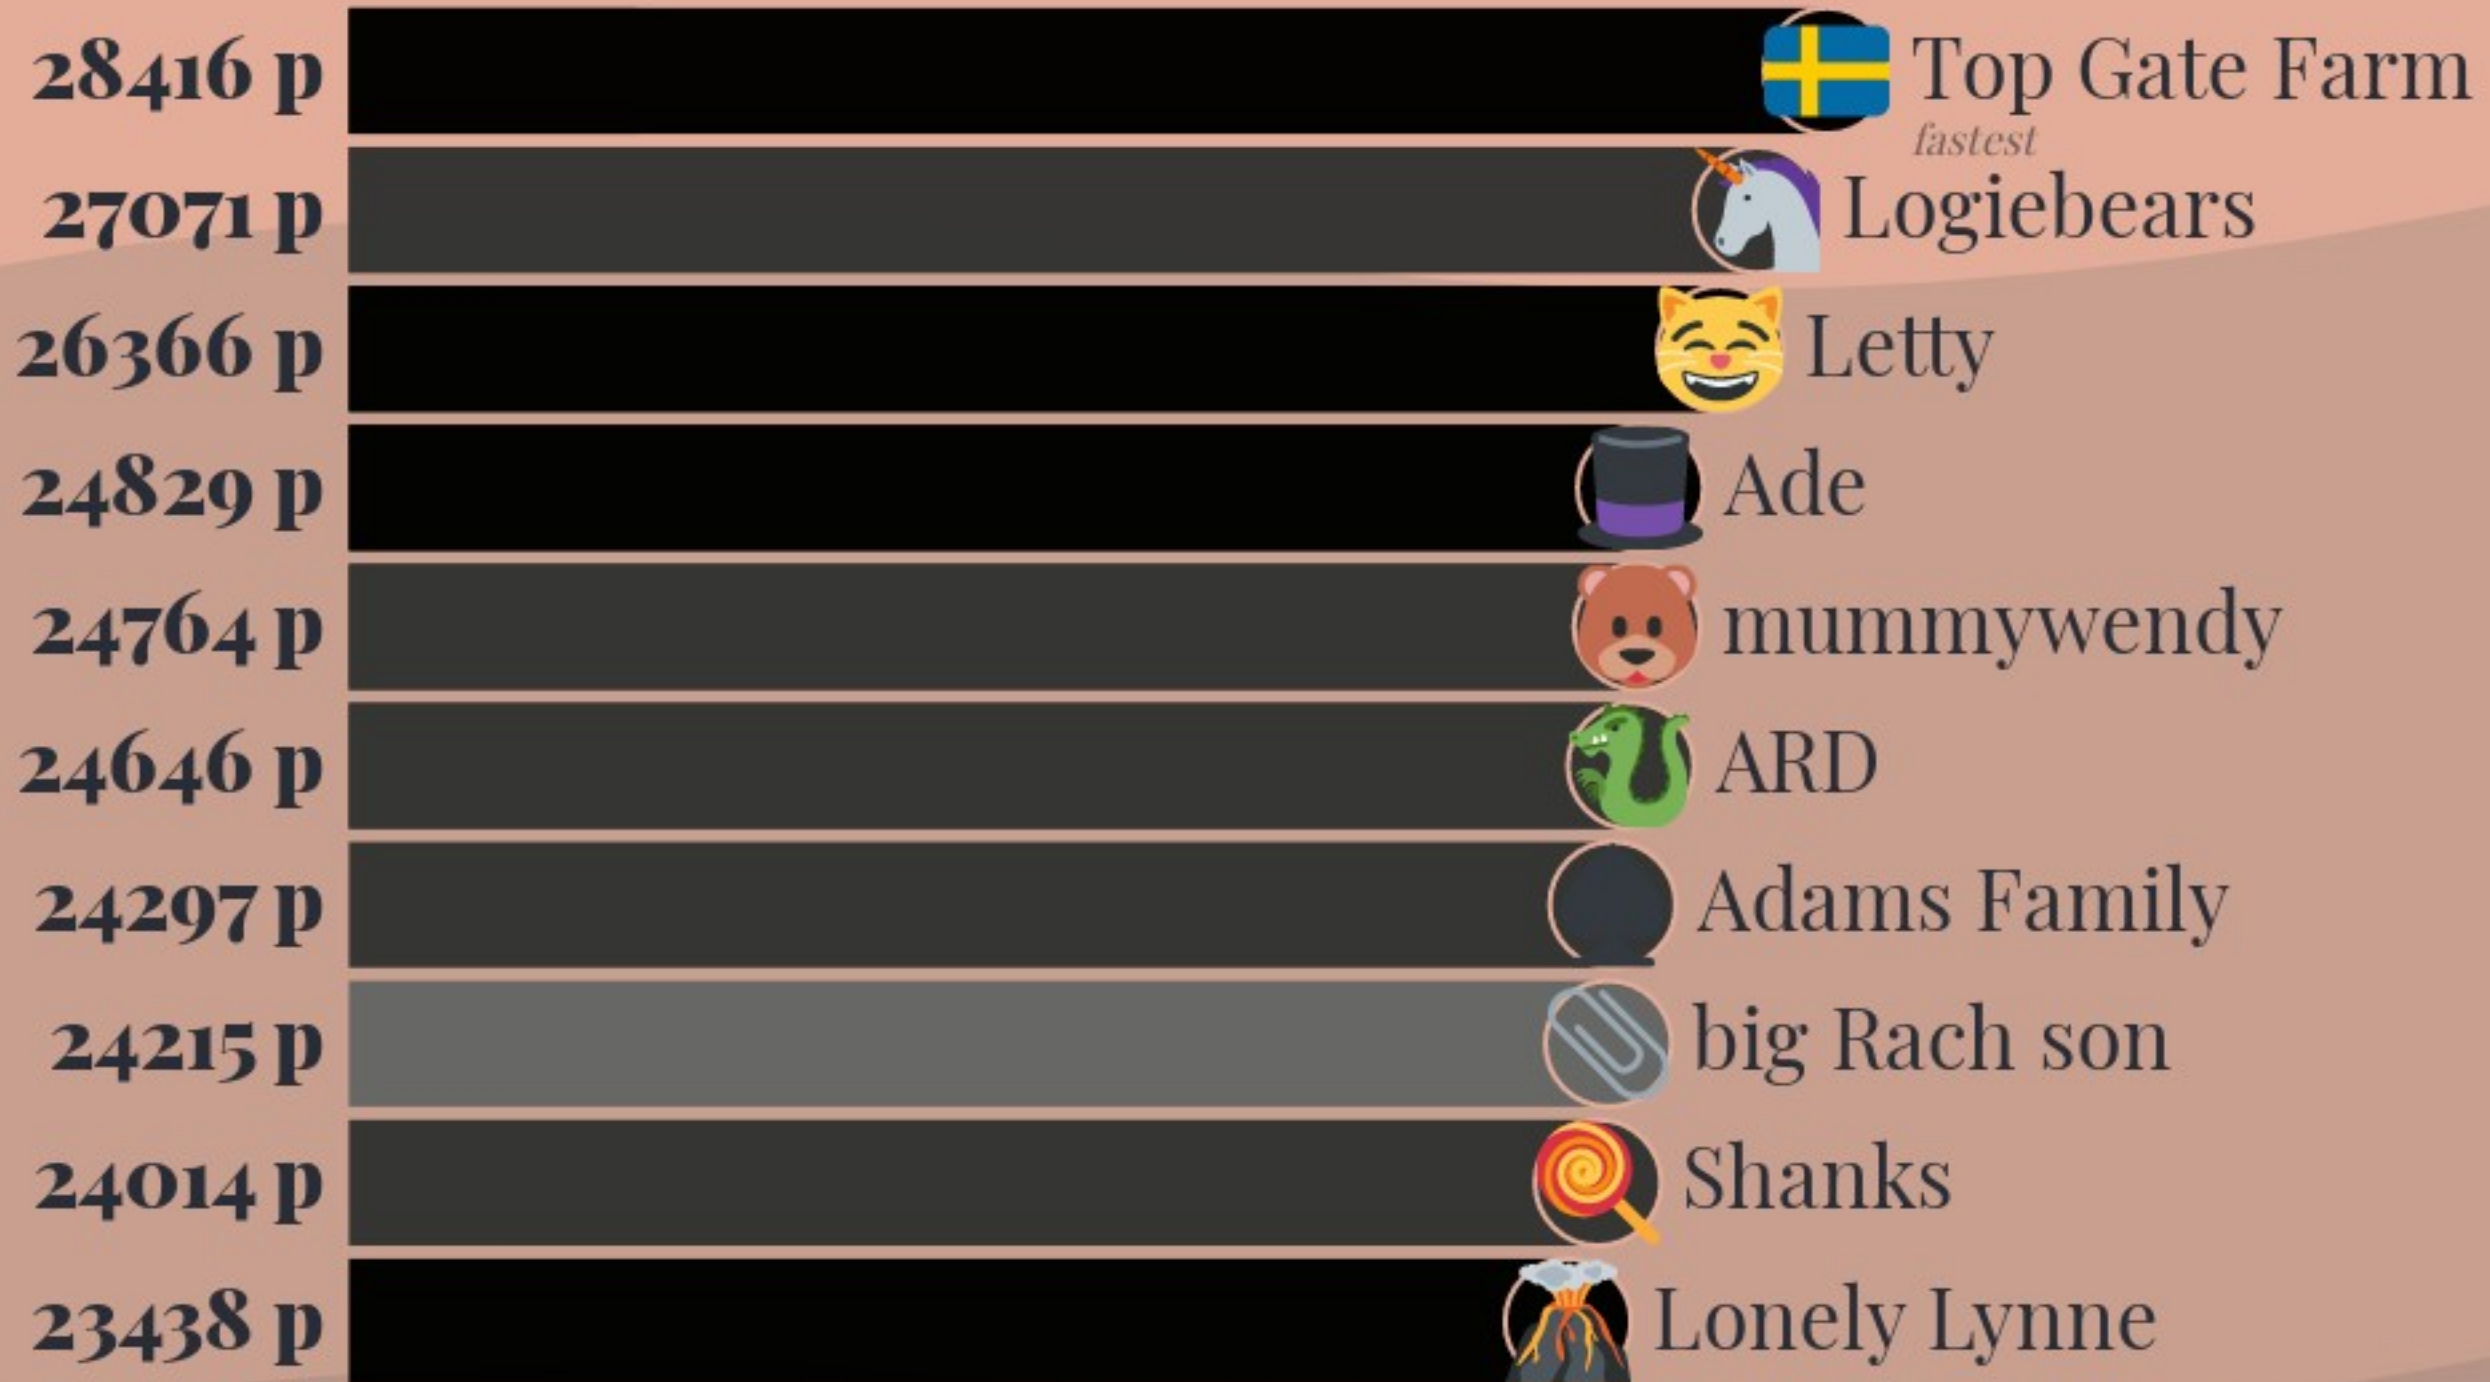 28416 p Top Gate Farm
fastest
27071 p Logiebears
26366 p Letty
24829 p Ade
24764 p mummywendy
24646 p ARD
24297 p Adams Family
24215 p big Rach son
24014 p Shanks
23438 p Lonely Lynne